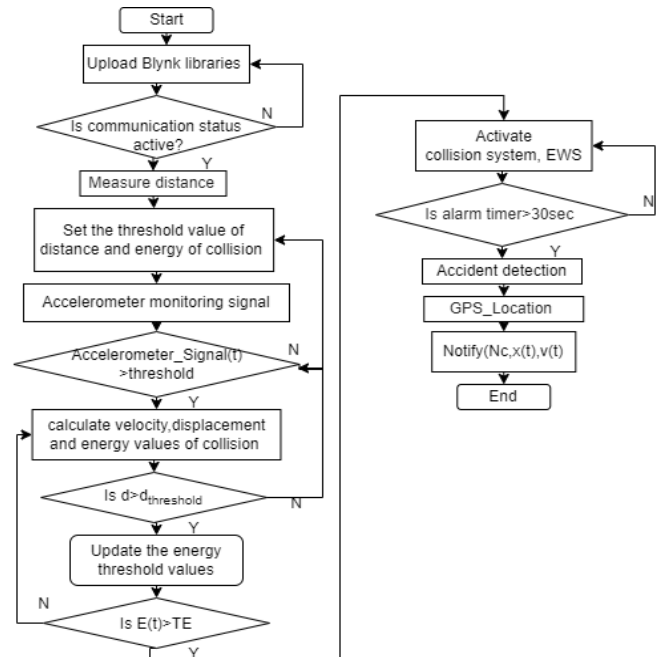 Start
Upload Blynk libraries
N
Is communication status
active?
Y
Measure distance
Set the threshold value of
distance and energy of collision
Accelerometer monitoring signal
Accelerometer_Signal(t)
>threshold
N
Y
calculate velocity,displacement
and energy values of collision
Is d>dthreshold
N
Y
Update the energy
threshold values
N
Is E(t)>TE
Y
Activate
collision system, EWS
N
Is alarm timer>30sec
Y
Accident detection
GPS_Location
Notify(Nc,x(t),v(t)
End